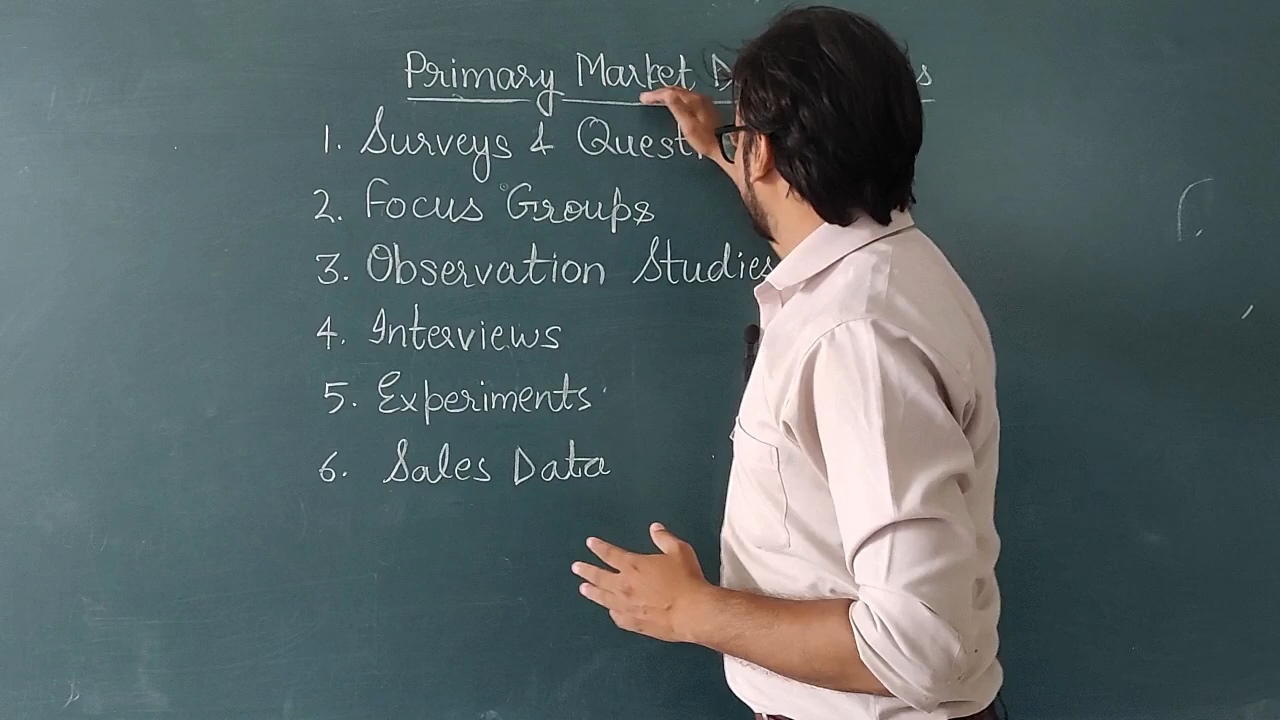 Primary Market
1. Surveys &
2. Focus Groups
3. Observation Studies
4. Interviews
5. Experiments
6. Sales Data